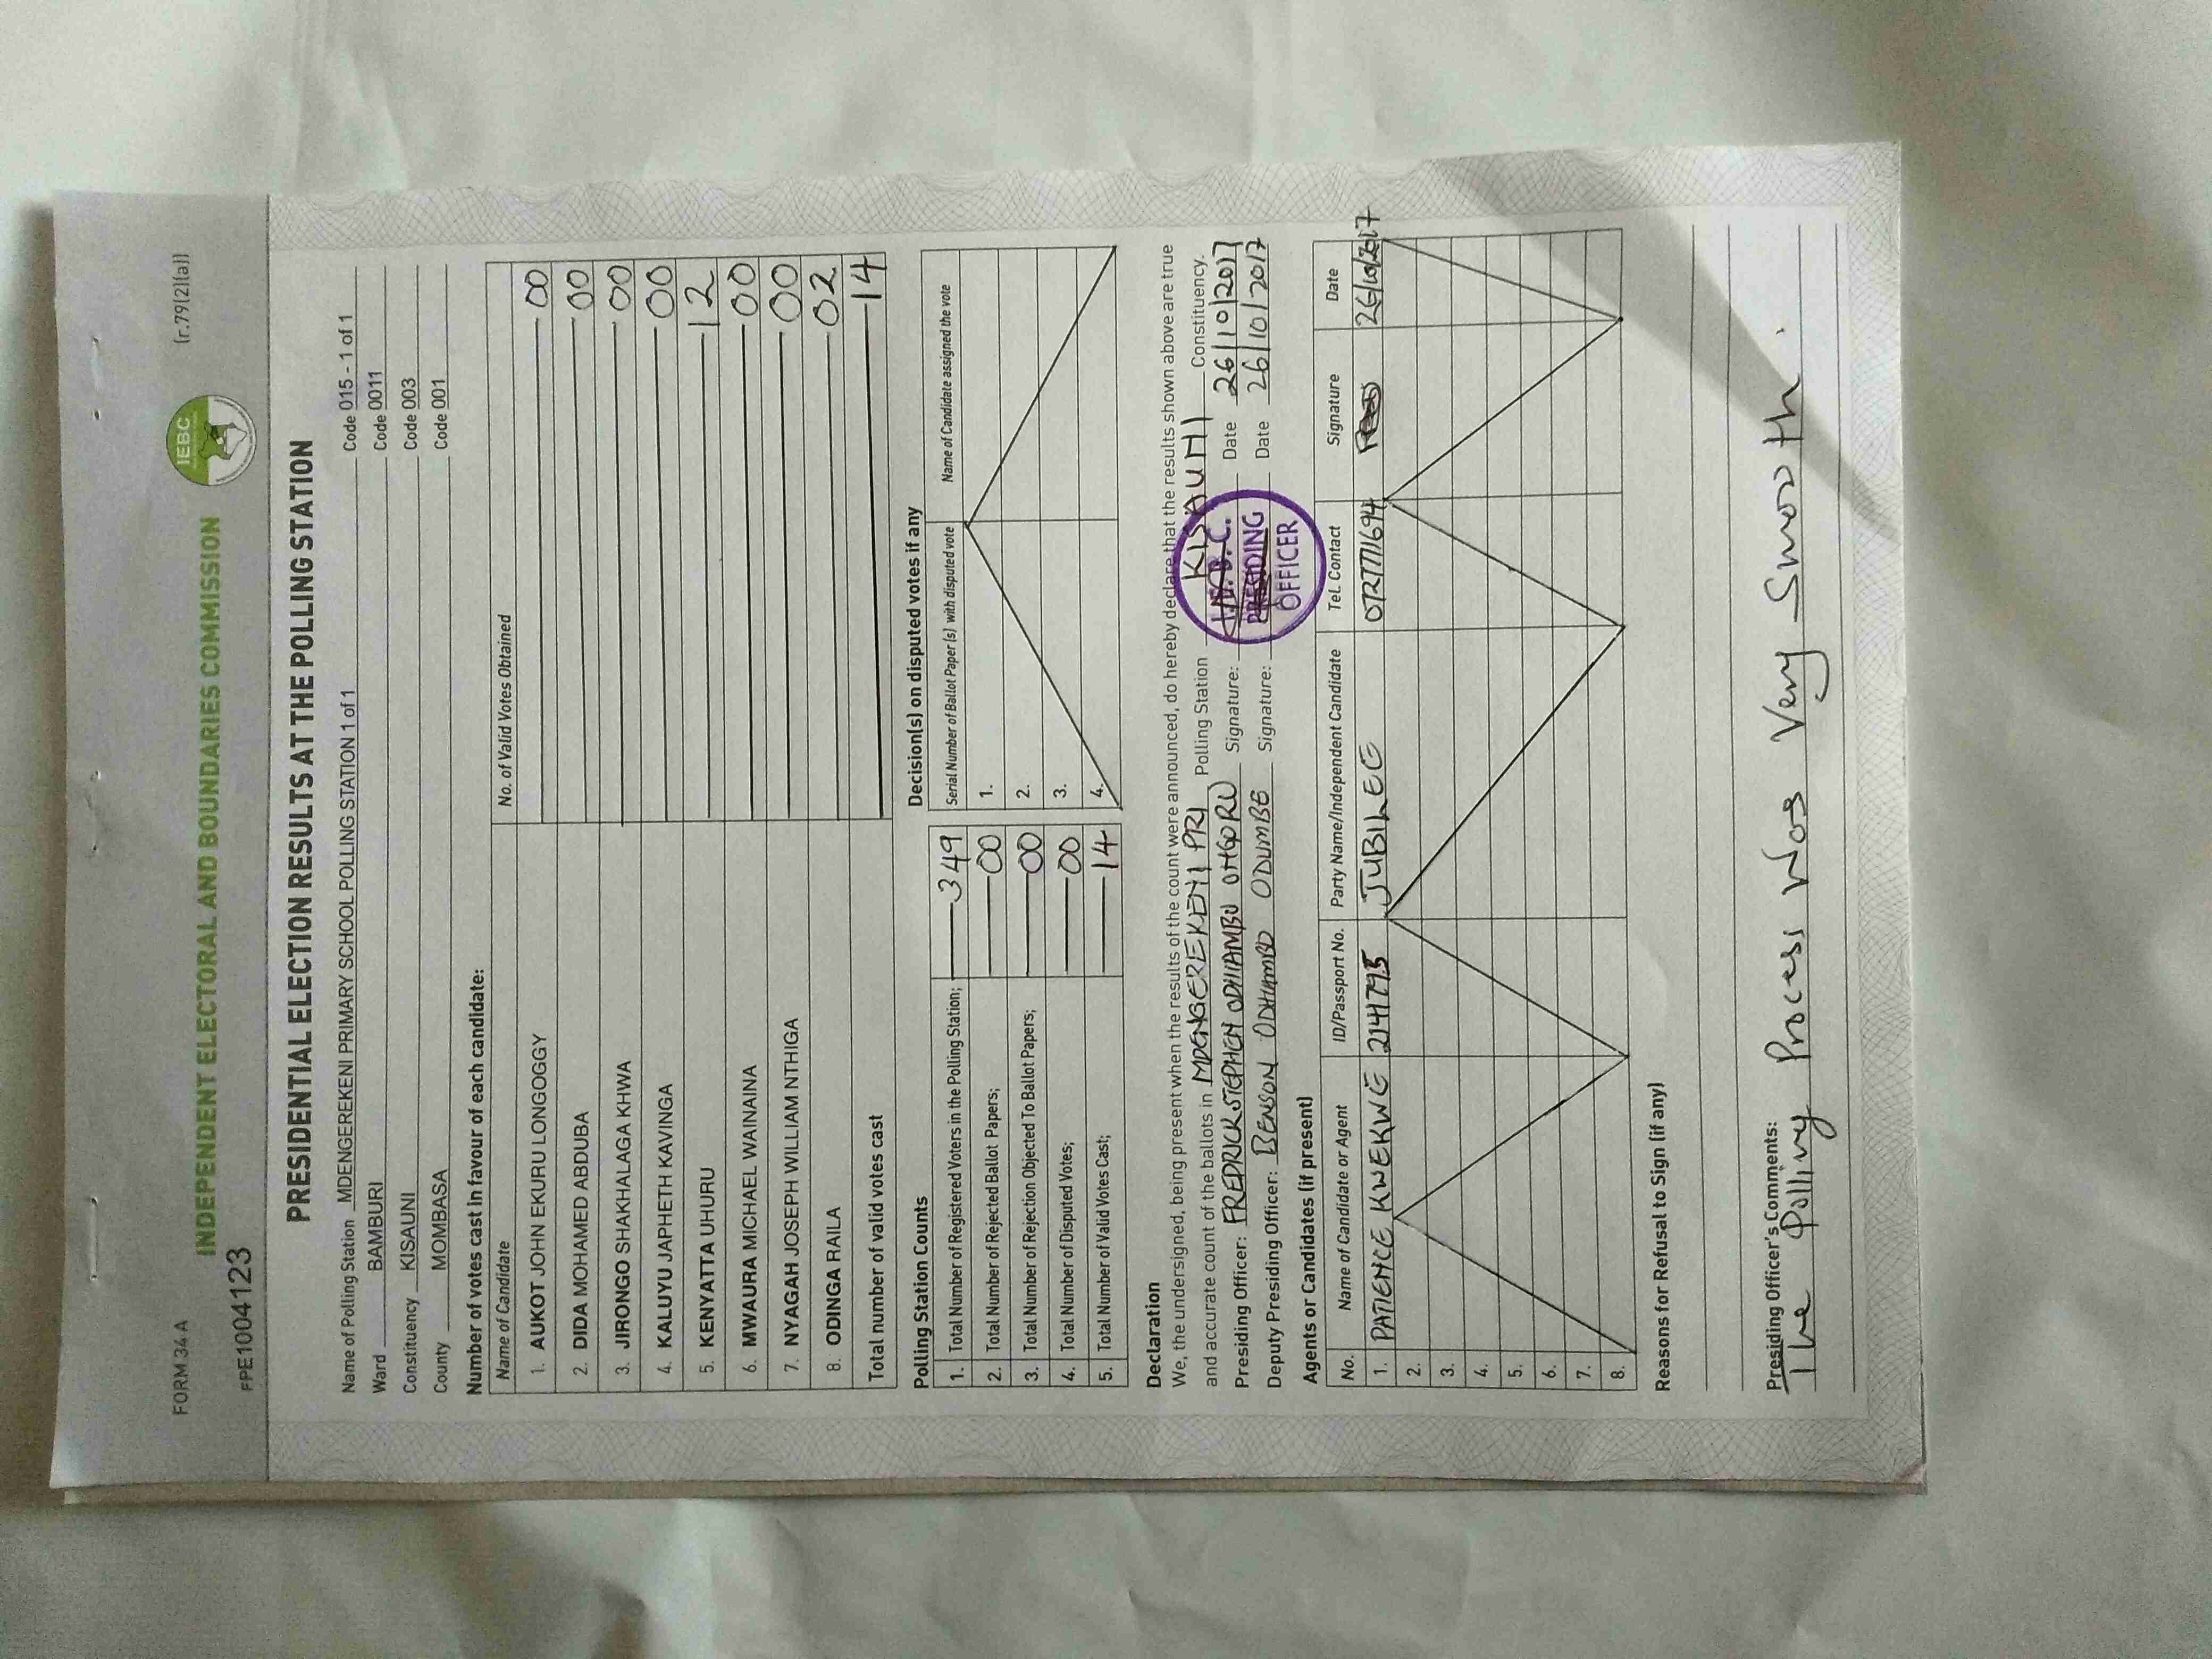 FORM 34 A
(r.79(2)(a))
IEBC
INDEPENDENT ELECTORAL AND BOUNDARIES COMMISSION
FPE1004123
PRESIDENTIAL ELECTION RESULTS AT THE POLLING STATION
Name of Polling Station MDENGEREKENI PRIMARY SCHOOL POLLING STATION 1 of 1 Code 015 - 1 of 1
Ward BAMBURI Code 0011
Constituency KISAUNI Code 003
County MOMBASA Code 001
Number of votes cast in favour of each candidate:
Name of Candidate No. of Valid Votes Obtained
1. AUKOT JOHN EKURU LONGOGGY 00
2. DIDA MOHAMED ABDUBA 00
3. JIRONGO SHAKHALAGA KHWA 00
4. KALUYU JAPHETH KAVINGA 00
5. KENYATTA UHURU 12
6. MWAURA MICHAEL WAINAINA 00
7. NYAGAH JOSEPH WILLIAM NTHIGA 00
8. ODINGA RAILA 02
Total number of valid votes cast 14
Polling Station Counts
1. Total Number of Registered Voters in the Polling Station; 349
2. Total Number of Rejected Ballot Papers; 00
3. Total Number of Rejection Objected To Ballot Papers; 00
4. Total Number of Disputed Votes; 00
5. Total Number of Valid Votes Cast; 14
Decision(s) on disputed votes if any
Serial Number of Ballot Paper (s) with disputed vote Name of Candidate assigned the vote
1.
2.
3.
4.
Declaration
We, the undersigned, being present when the results of the count were announced, do hereby declare that the results shown above are true
and accurate count of the ballots in MDENGEREKENI PRI Polling Station KISAUNI Constituency.
Presiding Officer: FREDRICK STEPHEN ODHIAMBO Signature: Date 26/10/2017
Deputy Presiding Officer: BENSON ODHIAMBO ODUMBE Signature: Date 26/10/2017
I.E.B.C.
PRESIDING
OFFICER
Agents or Candidates (if present)
No. Name of Candidate or Agent ID/Passport No. Party Name/Independent Candidate Tel. Contact Signature Date
1. PATIENCE KWEKWE JUBILEE 26/10/2017
2.
3.
4.
5.
6.
7.
8.
Reasons for Refusal to Sign (if any)
Presiding Officer's Comments:
The Polling Process Was Very Smooth.